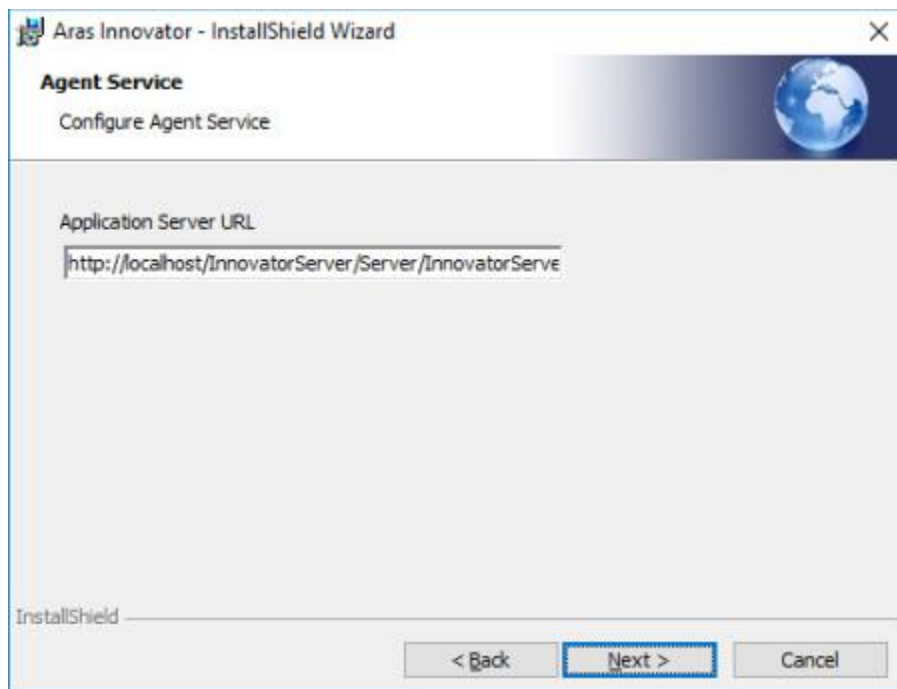 Aras Innovator - InstallShield Wizard
Agent Service
Configure Agent Service
Application Server URL
http://localhost/InnovatorServer/Server/InnovatorServe
InstallShield
< Back
Next >
Cancel